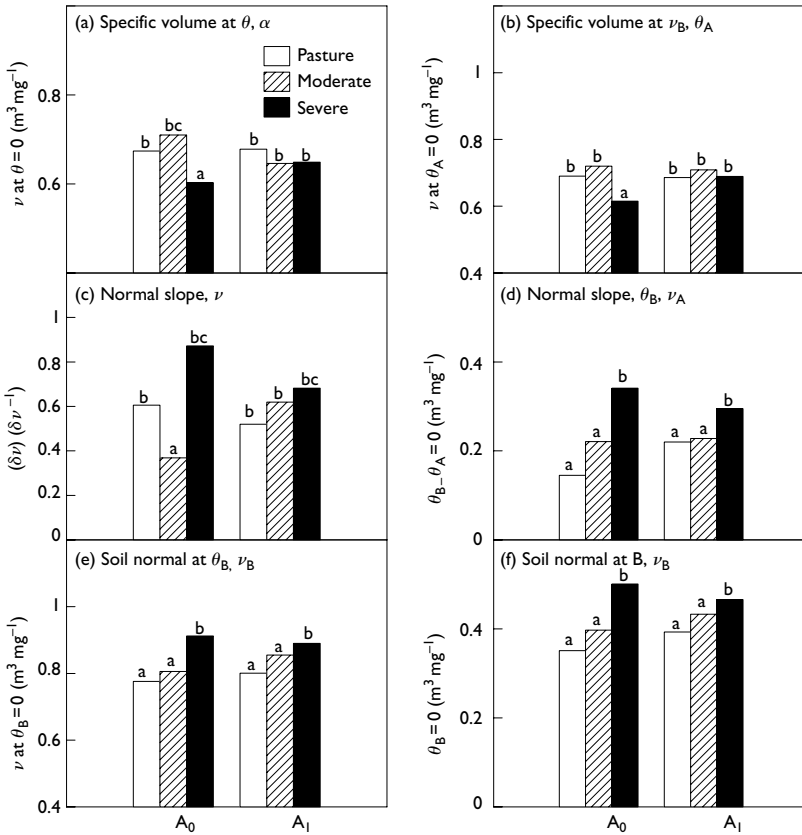 (a) Specific volume at θ, α
Pasture
Moderate
Severe
ν at θ = 0 (m³ mg⁻¹)
0.8
0.6
b
bc
a
b
b
b
(b) Specific volume at ν_B, θ_A
ν at θ_A = 0 (m³ mg⁻¹)
1
0.8
0.6
0.4
b
b
a
b
b
b
(c) Normal slope, ν
(δν) (δν⁻¹)
1
0.8
0.6
0.4
0.2
0
b
a
bc
b
b
bc
(d) Normal slope, θ_B, ν_A
θ_B– θ_A = 0 (m³ mg⁻¹)
0.4
0.2
0
a
a
b
a
a
b
(e) Soil normal at θ_B, ν_B
ν at θ_B = 0 (m³ mg⁻¹)
1
0.8
0.6
0.4
a
a
b
a
a
b
A₀
A₁
(f) Soil normal at B, ν_B
θ_B = 0 (m³ mg⁻¹)
0.4
0.4
0.2
0
a
a
b
a
a
b
A₀
A₁